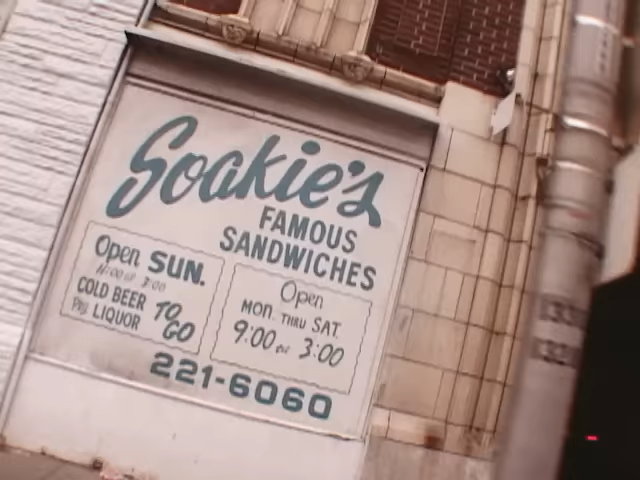 Soakie's
FAMOUS
SANDWICHES
Open SUN.
COLD BEER
LIQUOR
TO
GO
Open
MON. THRU SAT.
9:00 3:00
221-6060